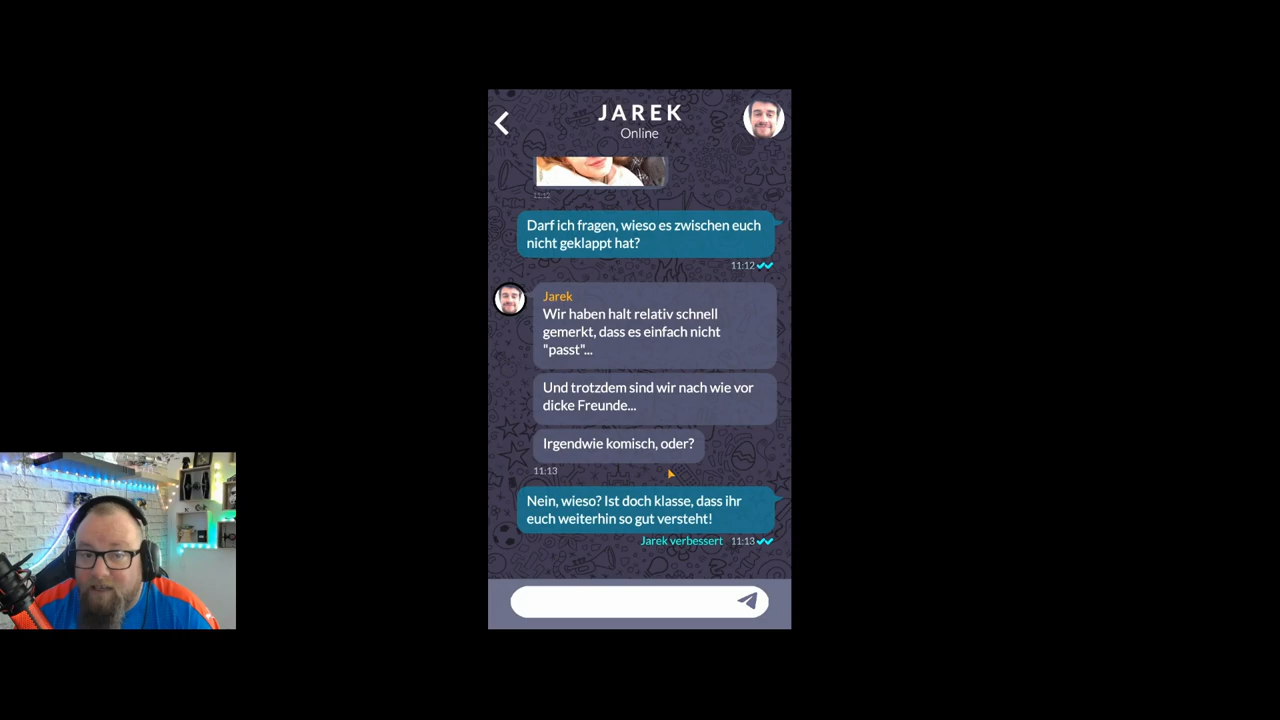 JAREK
Online
12:12
Darf ich fragen, wieso es zwischen euch
nicht geklappt hat?
11:12
Jarek
Wir haben halt relativ schnell
gemerkt, dass es einfach nicht
"passt"...
Und trotzdem sind wir nach wie vor
dicke Freunde...
Irgendwie komisch, oder?
11:13
Nein, wieso? Ist doch klasse, dass ihr
euch weiterhin so gut versteht!
Jarek verbessert 11:13